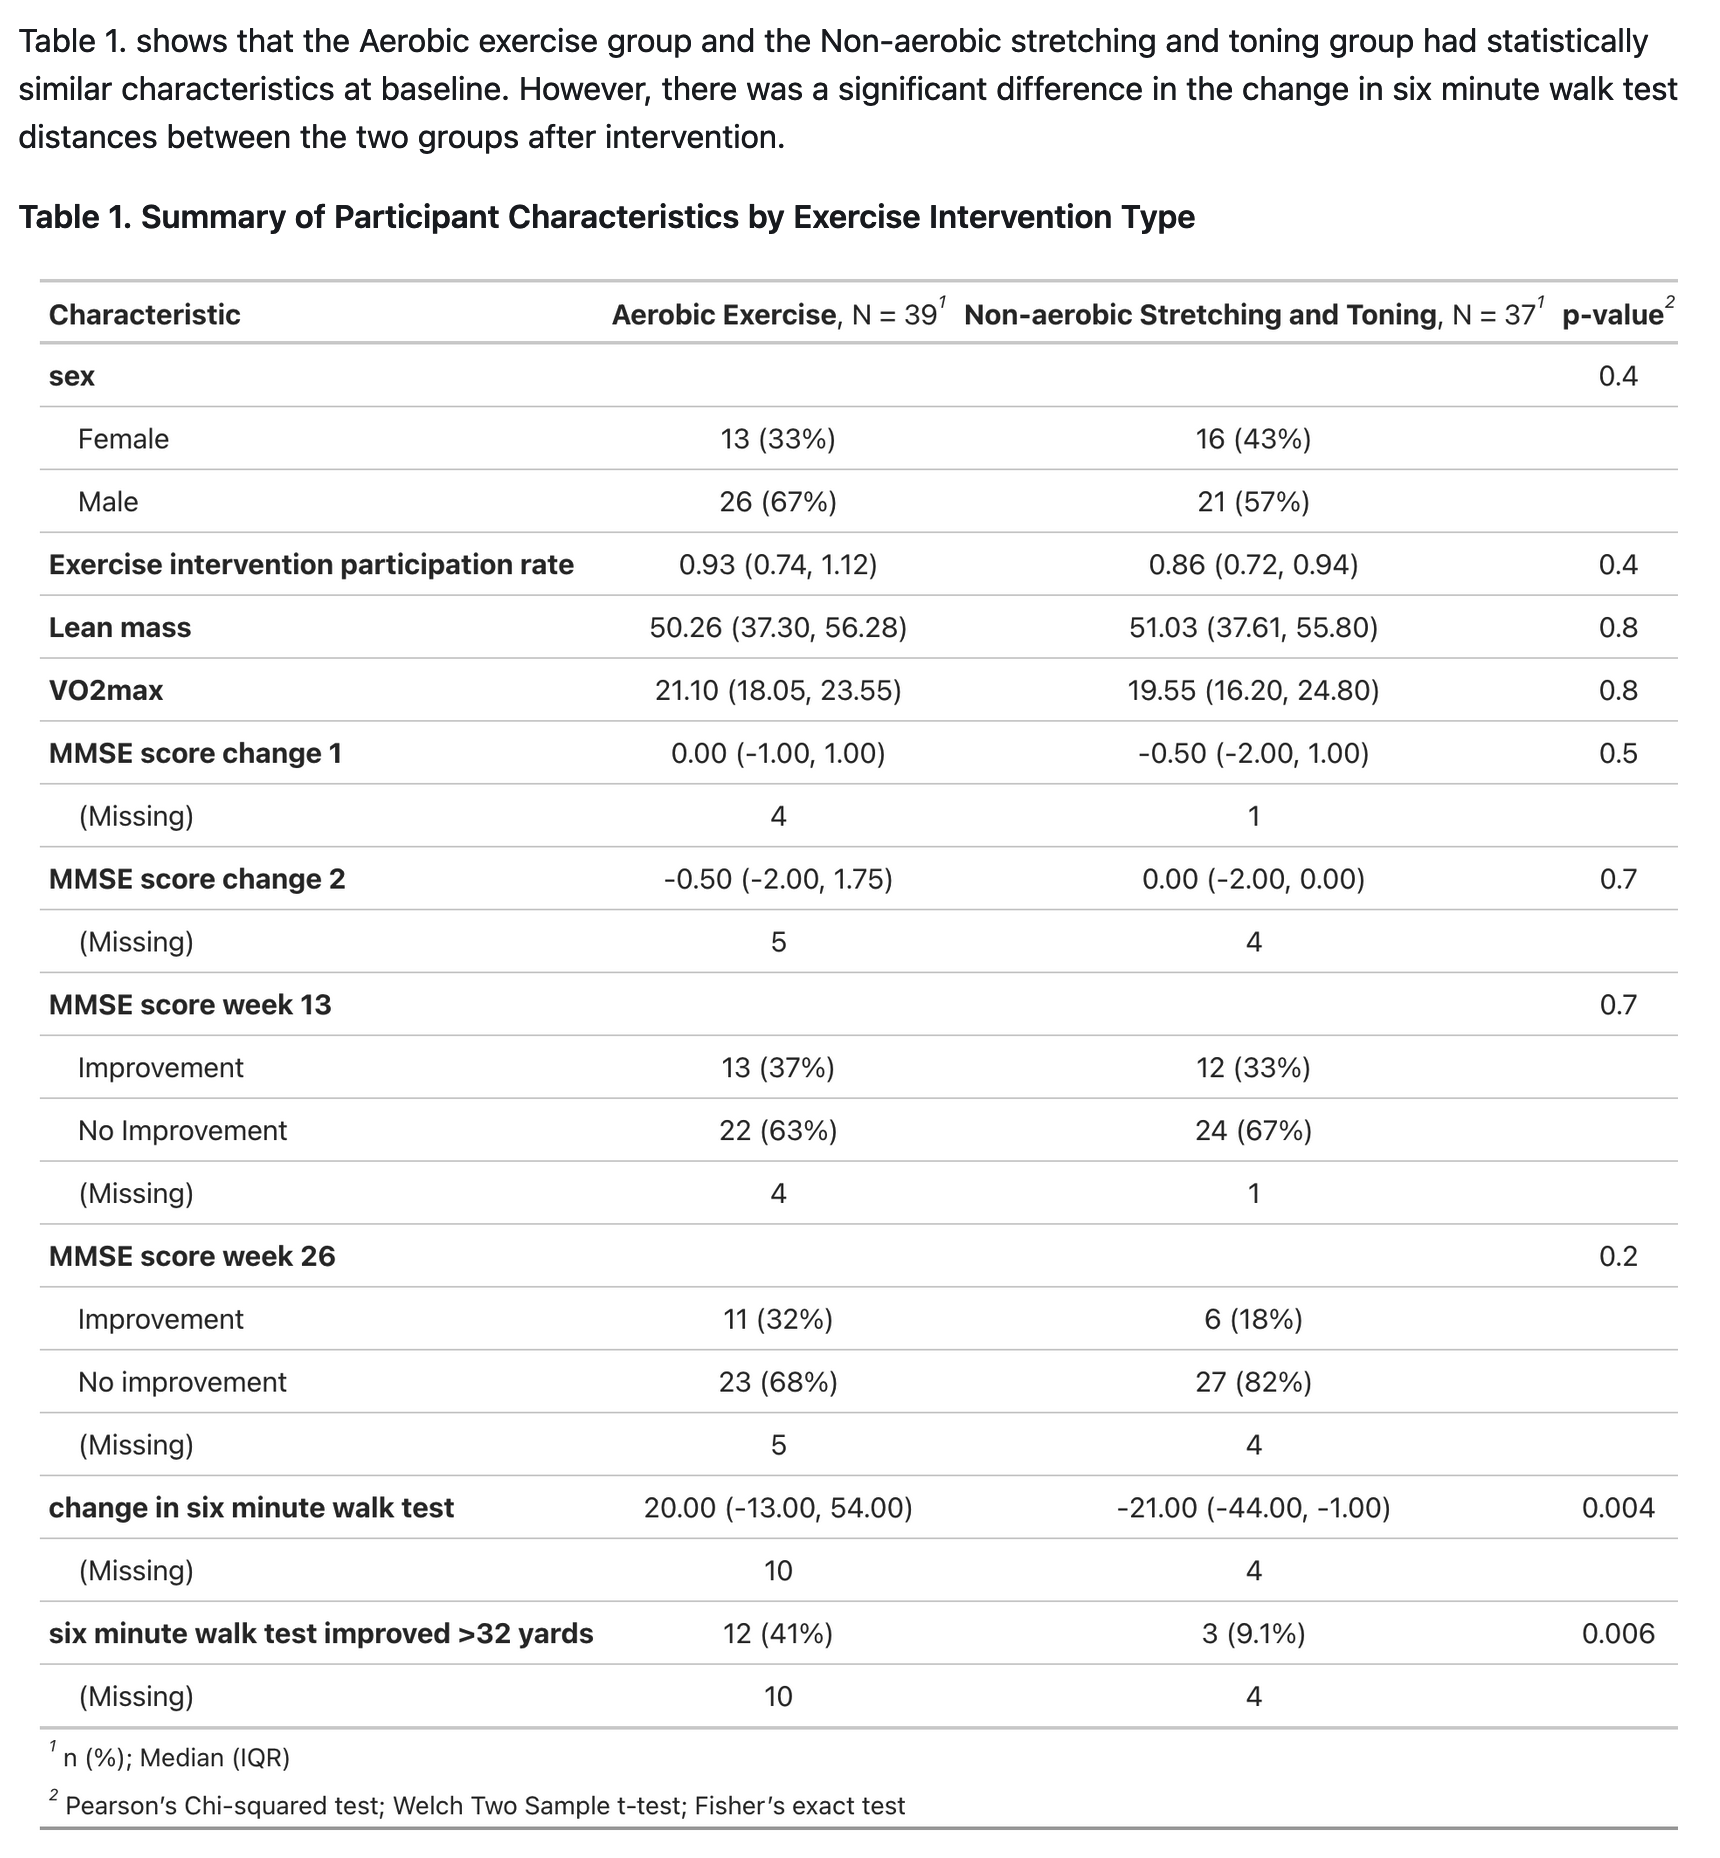 Table 1. shows that the Aerobic exercise group and the Non-aerobic stretching and toning group had statistically
similar characteristics at baseline. However, there was a significant difference in the change in six minute walk test
distances between the two groups after intervention.
Table 1. Summary of Participant Characteristics by Exercise Intervention Type
Characteristic Aerobic Exercise, N = 39¹ Non-aerobic Stretching and Toning, N = 37¹ p-value²
sex 0.4
Female 13 (33%) 16 (43%)
Male 26 (67%) 21 (57%)
Exercise intervention participation rate 0.93 (0.74, 1.12) 0.86 (0.72, 0.94) 0.4
Lean mass 50.26 (37.30, 56.28) 51.03 (37.61, 55.80) 0.8
VO2max 21.10 (18.05, 23.55) 19.55 (16.20, 24.80) 0.8
MMSE score change 1 0.00 (-1.00, 1.00) -0.50 (-2.00, 1.00) 0.5
(Missing) 4 1
MMSE score change 2 -0.50 (-2.00, 1.75) 0.00 (-2.00, 0.00) 0.7
(Missing) 5 4
MMSE score week 13 0.7
Improvement 13 (37%) 12 (33%)
No Improvement 22 (63%) 24 (67%)
(Missing) 4 1
MMSE score week 26 0.2
Improvement 11 (32%) 6 (18%)
No improvement 23 (68%) 27 (82%)
(Missing) 5 4
change in six minute walk test 20.00 (-13.00, 54.00) -21.00 (-44.00, -1.00) 0.004
(Missing) 10 4
six minute walk test improved >32 yards 12 (41%) 3 (9.1%) 0.006
(Missing) 10 4
¹ n (%); Median (IQR)
² Pearson’s Chi-squared test; Welch Two Sample t-test; Fisher’s exact test